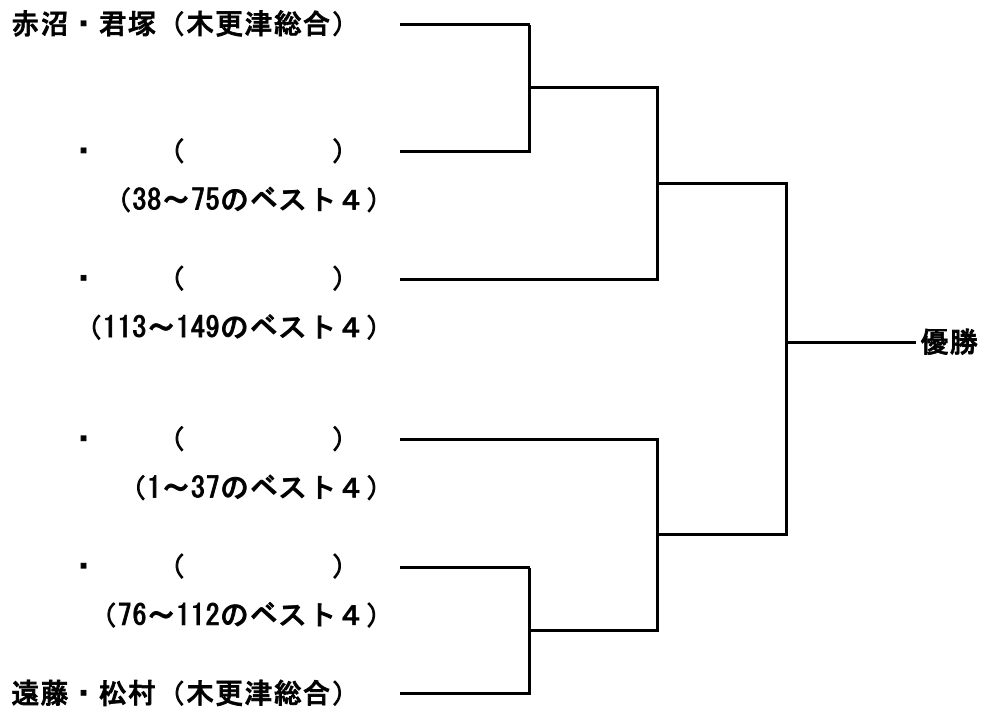 赤沼・君塚（木更津総合）
・　　　（　　　　　）
（38～75のベスト４）
・　　　（　　　　　）
（113～149のベスト４）
優勝
・　　　（　　　　　）
（1～37のベスト４）
・　　　（　　　　　）
（76～112のベスト４）
遠藤・松村（木更津総合）